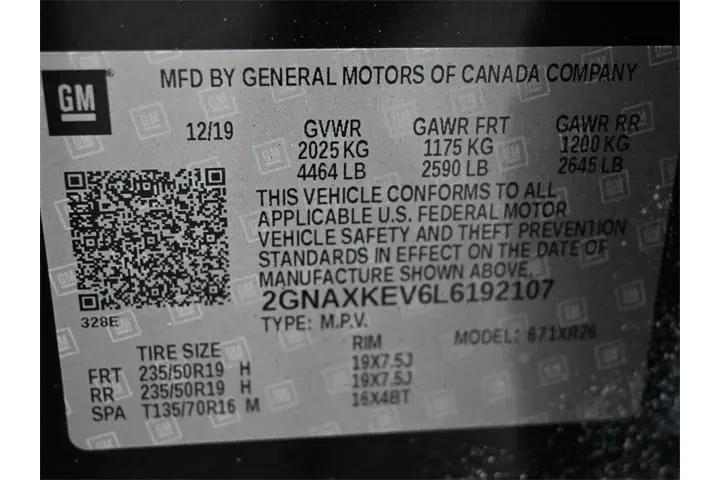 GM
MFD BY GENERAL MOTORS OF CANADA COMPANY
12/19 GVWR GAWR FRT GAWR RR
2025 KG 1175 KG 1200 KG
4464 LB 2590 LB 2645 LB
THIS VEHICLE CONFORMS TO ALL
APPLICABLE U.S. FEDERAL MOTOR
VEHICLE SAFETY AND THEFT PREVENTION
STANDARDS IN EFFECT ON THE DATE OF
MANUFACTURE SHOWN ABOVE.
2GNAXKEV6L6192107
328E
TYPE: M.P.V. MODEL: 671XR26
TIRE SIZE RIM
FRT 235/50R19 H 19X7.5J
RR 235/50R19 H 19X7.5J
SPA T135/70R16 M 16X4BT